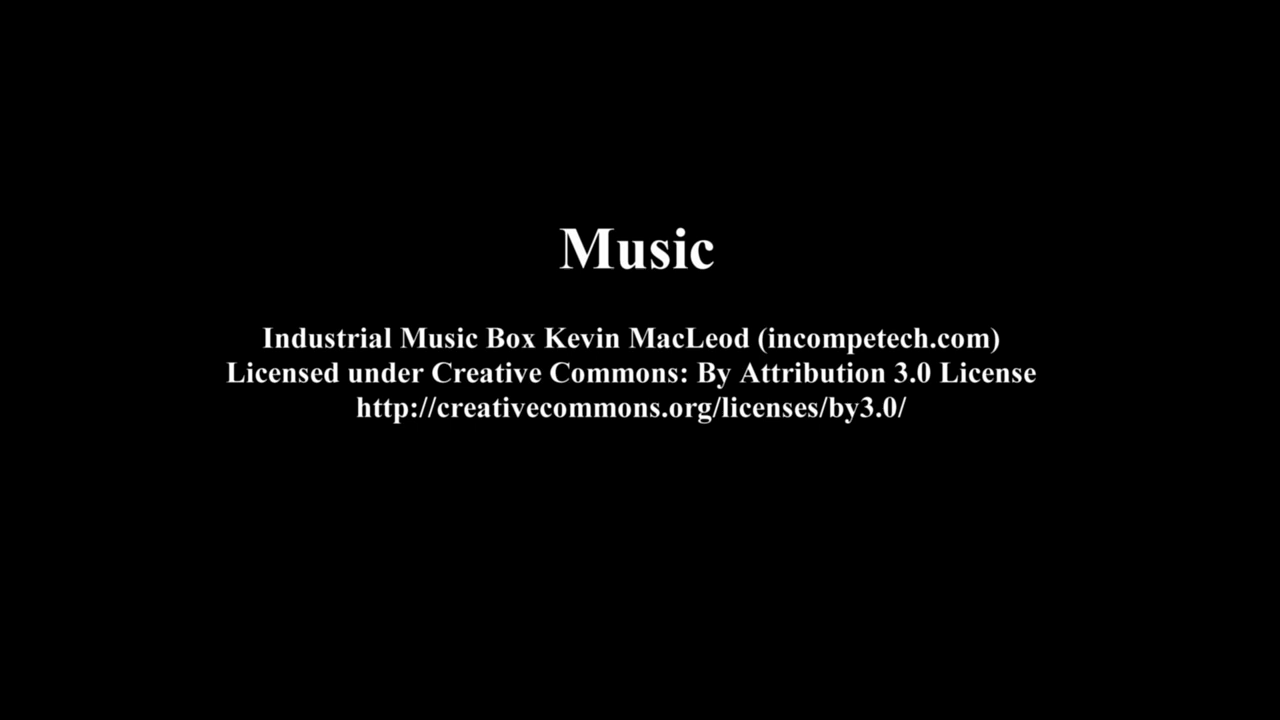 Music
Industrial Music Box Kevin MacLeod (incompetech.com)
Licensed under Creative Commons: By Attribution 3.0 License
http://creativecommons.org/licenses/by3.0/